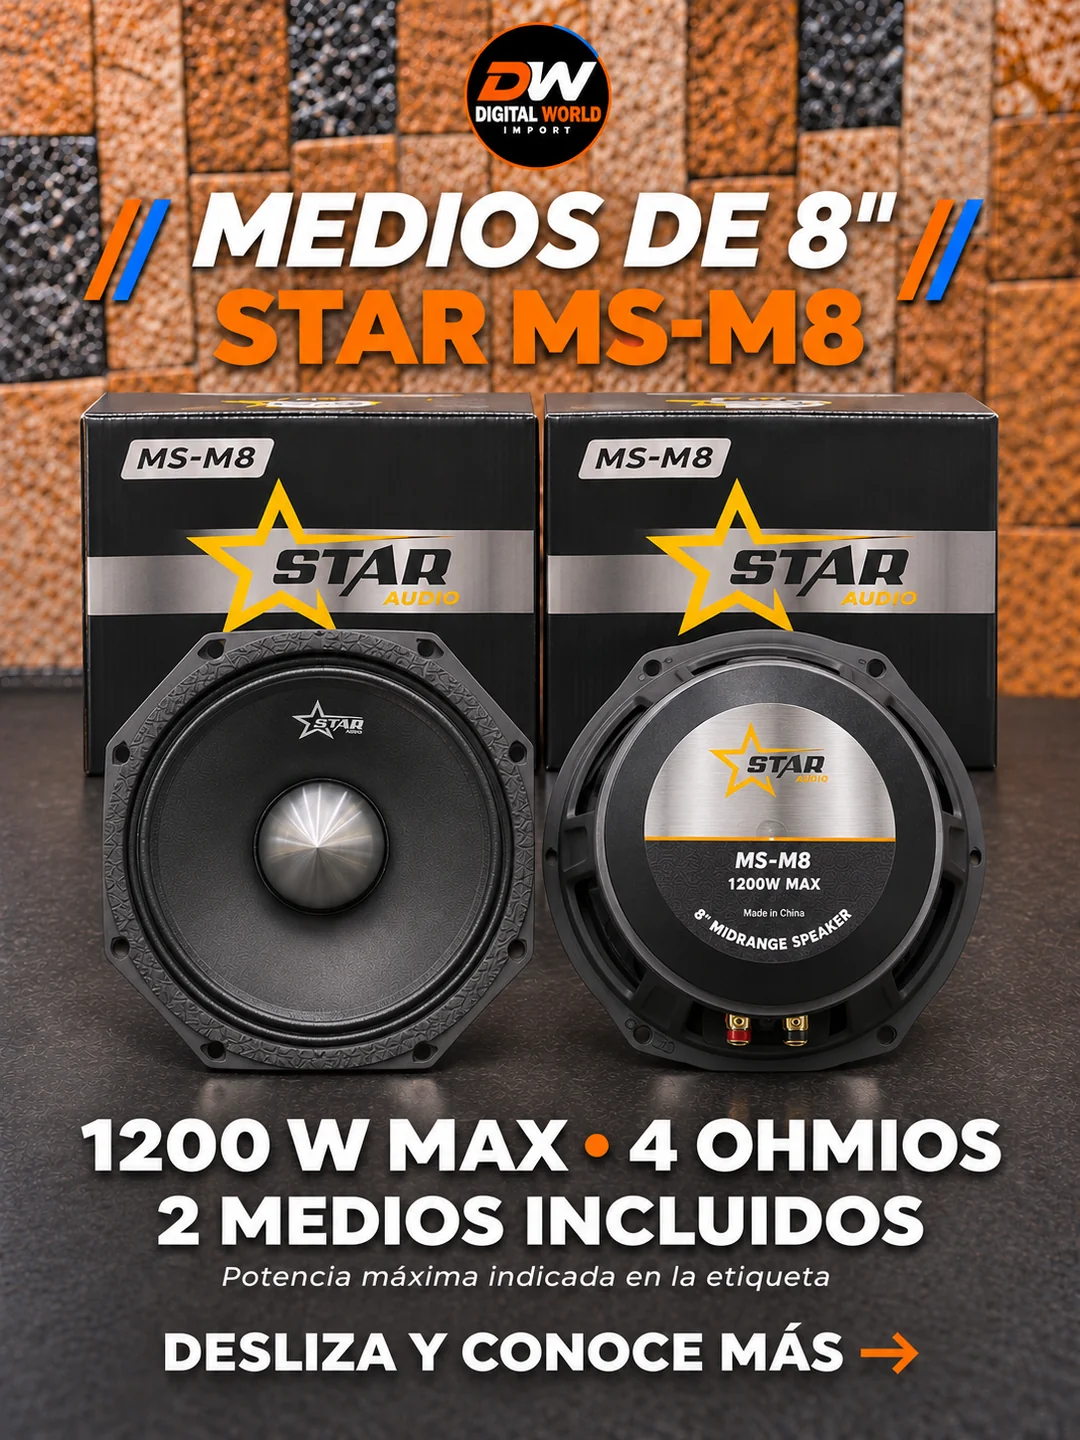 DW
DIGITAL WORLD
IMPORT
MEDIOS DE 8"
STAR MS-M8
MS-M8
STAR
AUDIO
MS-M8
STAR
AUDIO
STAR
AUDIO
STAR
AUDIO
MS-M8
1200W MAX
Made in China
8" MIDRANGE SPEAKER
1200 W MAX • 4 OHMIOS
2 MEDIOS INCLUIDOS
Potencia máxima indicada en la etiqueta
DESLIZA Y CONOCE MÁS →